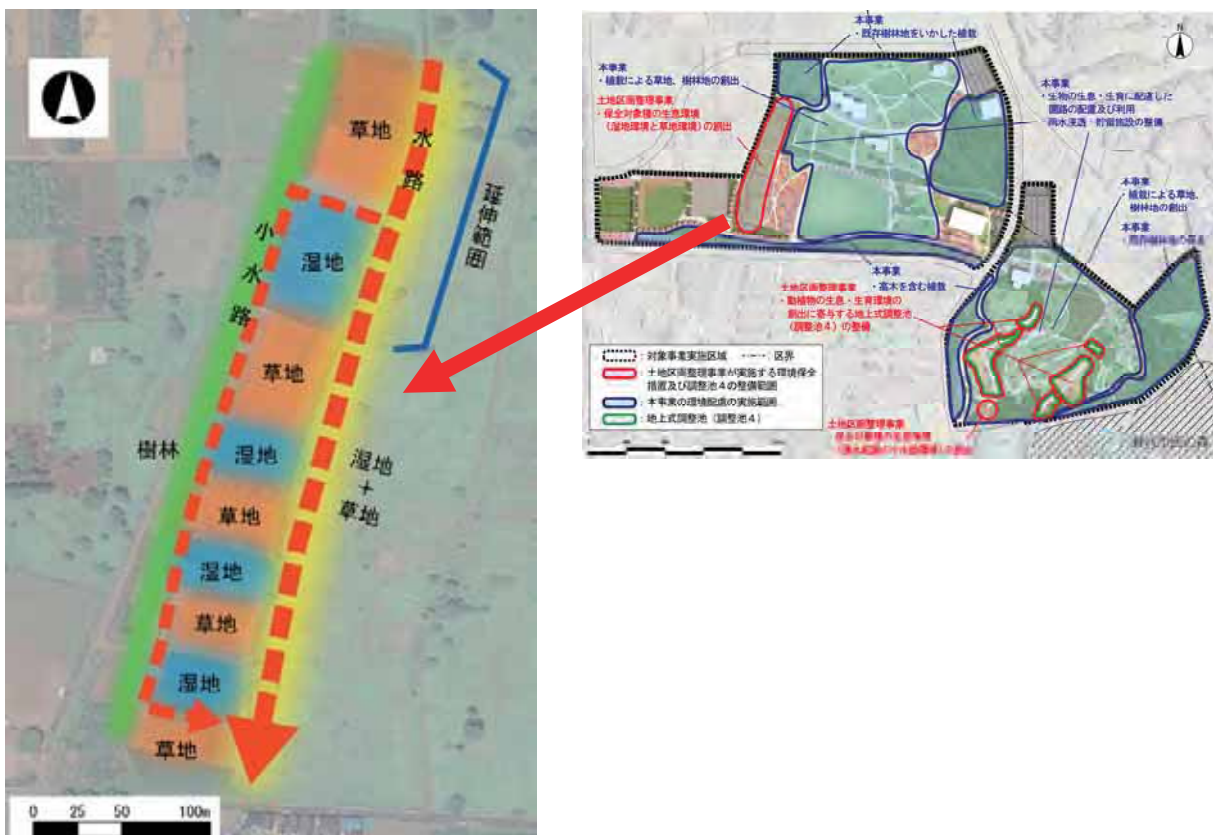 草地
水路
延伸範囲
湿地
小水路
草地
樹林
湿地
湿地
+
草地
草地
湿地
草地
湿地
草地
0 25 50 100m
本事業
・既存樹林地をいかした植栽
N
本事業
・植栽による草地、樹林地の創出
土地区画整理事業
・保全対象種の生息環境
(湿地環境と草地環境)の創出
本事業
・生物の生息・生育に配慮した
園路の配置及び利用
・雨水浸透・貯留施設の整備
本事業
・植栽による草地、
樹林地の創出
本事業
本事業
・高木を含む植栽
土地区画整理事業
・動植物の生息・生育環境の
創出に寄与する地上式調整池
(調整池4)の整備
:対象事業実施区域
:区界
:土地区画整理事業が実施する環境保全
措置及び調整池4の整備範囲
:本事業の環境配慮の実施範囲
:地上式調整池(調整池4)
土地区画整理事業